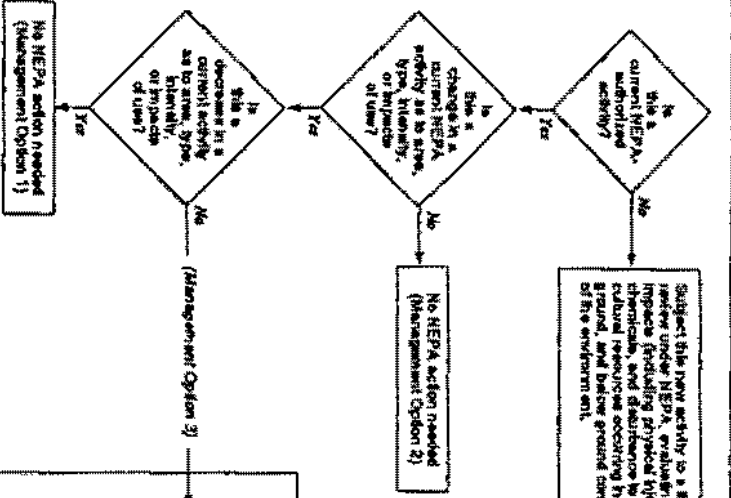 Is
this a
current NEPA-
authorized
activity?
No
Subject this new activity to a
review under NEPA, evaluating
impacts (including physical
chemicals, and disturbance to
cultural resources occurring
ground, and below ground
of the environment.
Yes
Is
this a
change in a
current NEPA
activity as to area,
type, intensity,
or impacts
of use?
No
No NEPA action needed
(Management Option 2)
Yes
Is
this a
decrease in a
current activity
as to area, type,
intensity,
or impacts
of use?
No
(Management Option 3)
Yes
No NEPA action needed
(Management Option 1)